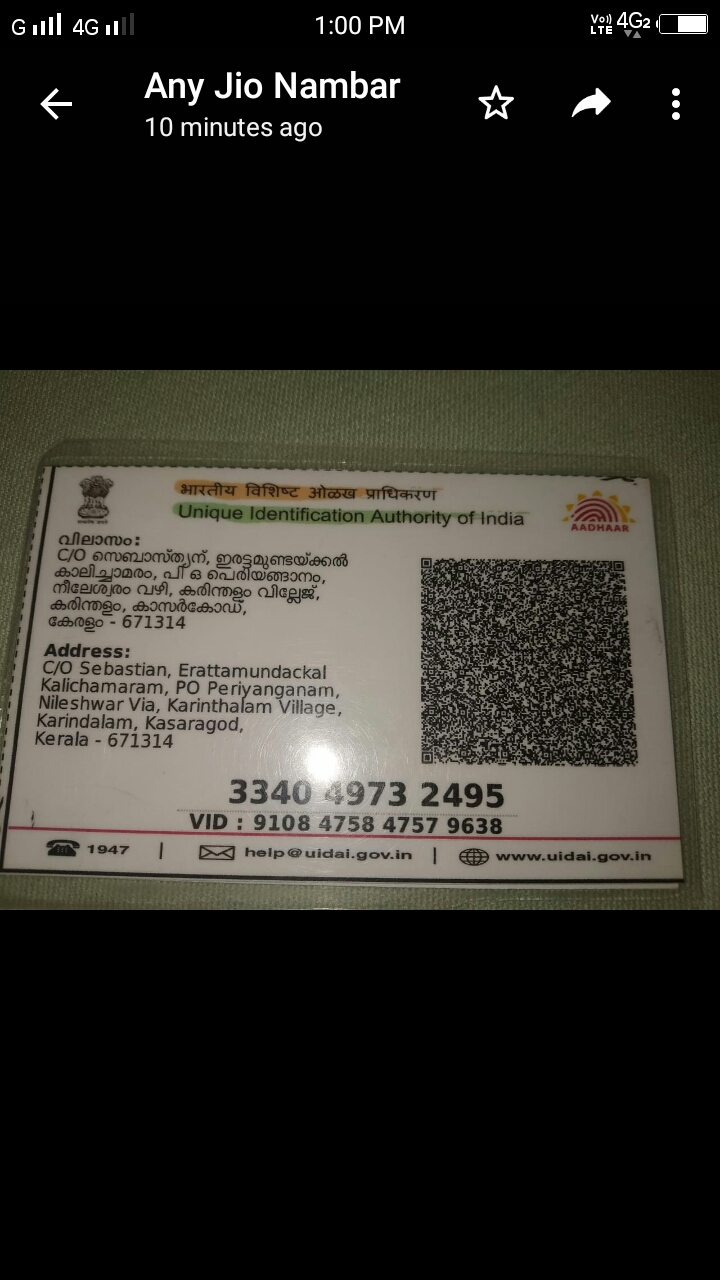 G 4G 1:00 PM Vo)) LTE 4G2
Any Jio Nambar
10 minutes ago
भारतीय विशिष्ट ओळख प्राधिकरण
Unique Identification Authority of India
AADHAAR
വിലാസം:
C/O സെബാസ്ത്യന്, ഇരട്ടമുണ്ടയ്ക്കൽ
കാലിച്ചാമരം, പി ഒ പെരിയങ്ങാനം,
നീലേശ്വരം വഴി, കരിന്തളം വില്ലേജ്,
കരിന്തളം, കാസർകോഡ്,
കേരളം - 671314
Address:
C/O Sebastian, Erattamundackal
Kalichamaram, PO Periyanganam,
Nileshwar Via, Karinthalam Village,
Karindalam, Kasaragod,
Kerala - 671314
3340 4973 2495
VID : 9108 4758 4757 9638
1947 | help@uidai.gov.in | www.uidai.gov.in